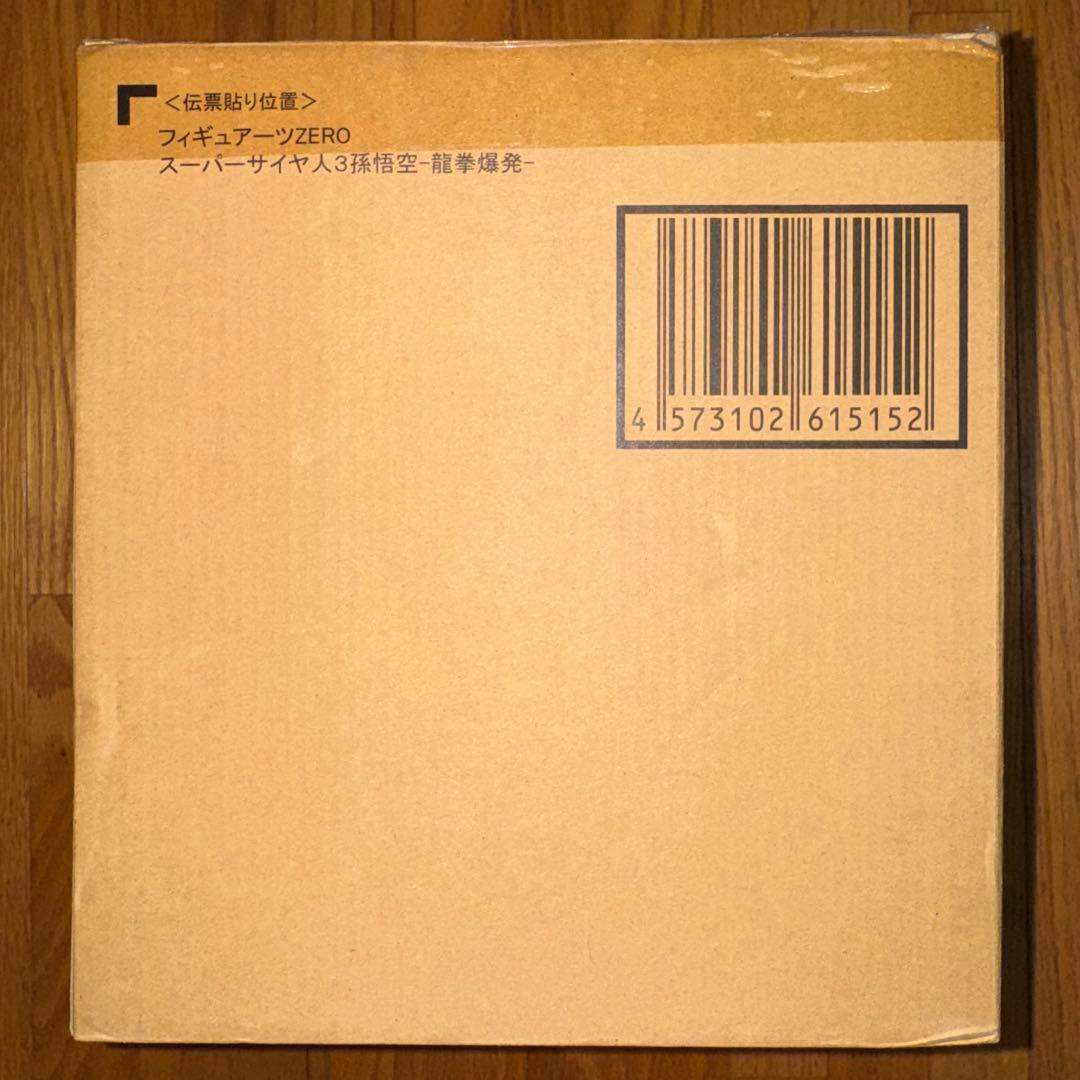 ＜伝票貼り位置＞
フィギュアーツZERO
スーパーサイヤ人3孫悟空-龍拳爆発-
4 573102 615152